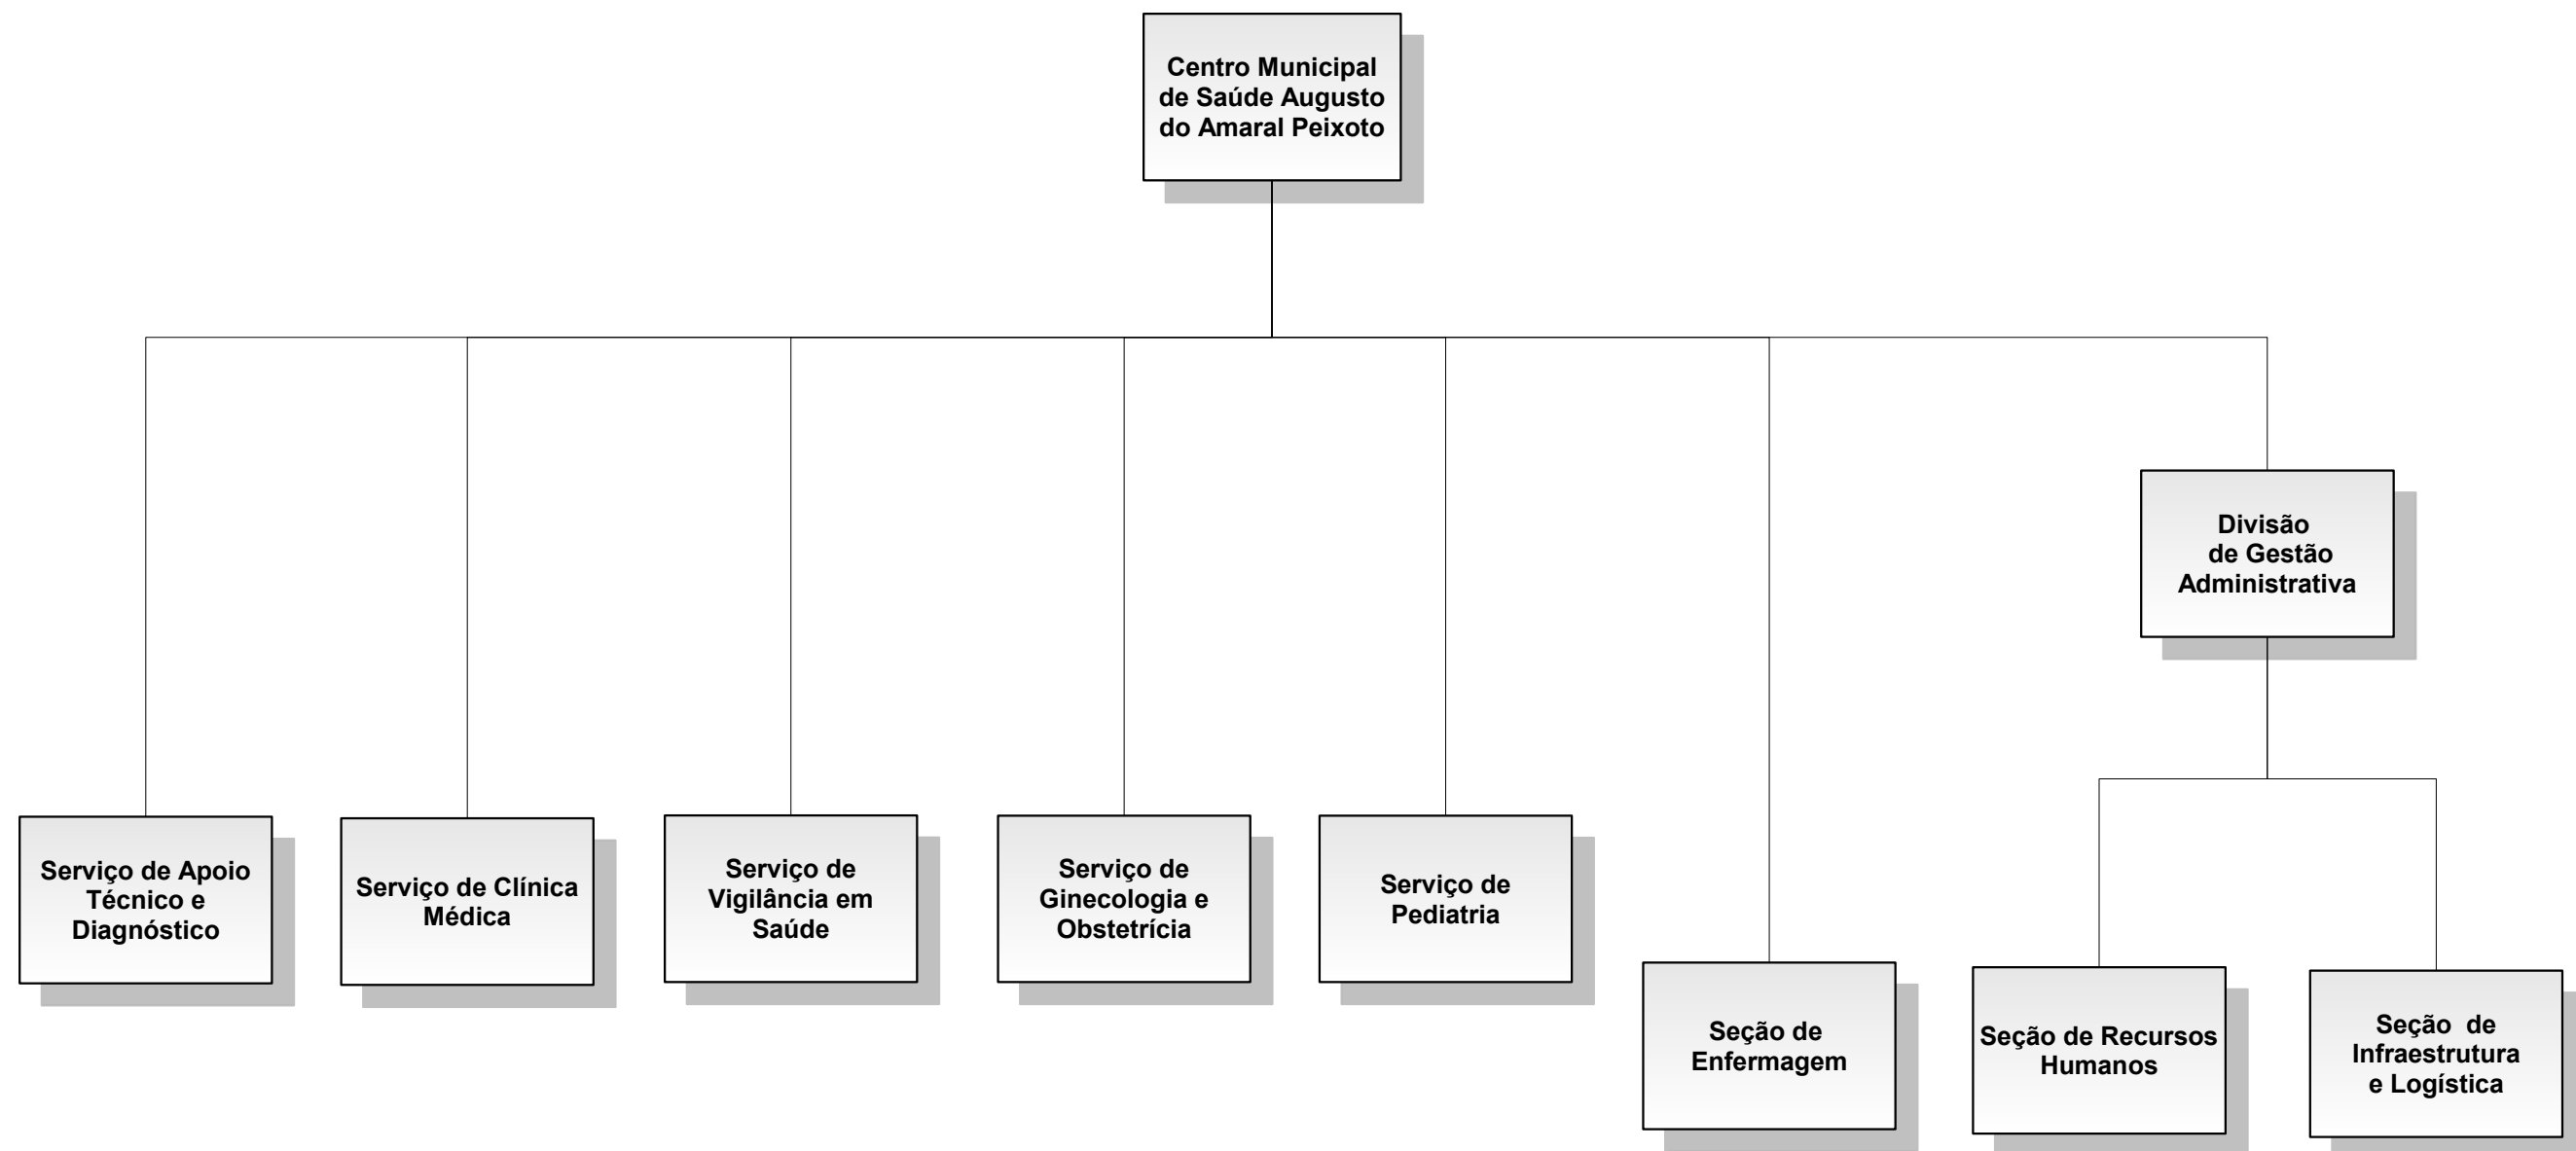 Centro Municipal
de Saúde Augusto
do Amaral Peixoto
Divisão
de Gestão
Administrativa
Serviço de Apoio
Técnico e
Diagnóstico
Serviço de Clínica
Médica
Serviço de
Vigilância em
Saúde
Serviço de
Ginecologia e
Obstetrícia
Serviço de
Pediatria
Seção de
Enfermagem
Seção de Recursos
Humanos
Seção de
Infraestrutura
e Logística